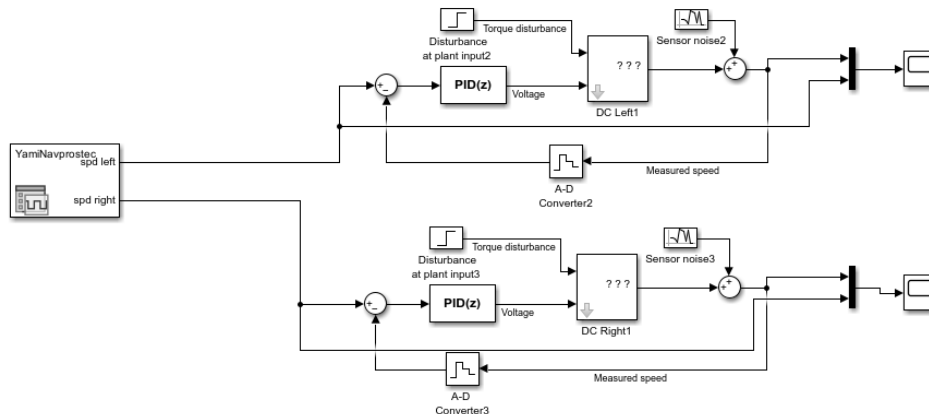 Torque disturbance
Disturbance
at plant input2
Sensor noise2
+
−
PID(z)
Voltage
? ? ?
+
+
DC Left1
YamiNavprostec
spd left
spd right
A-D
Converter2
Measured speed
Torque disturbance
Disturbance
at plant input3
Sensor noise3
+
−
PID(z)
Voltage
? ? ?
+
+
DC Right1
A-D
Converter3
Measured speed